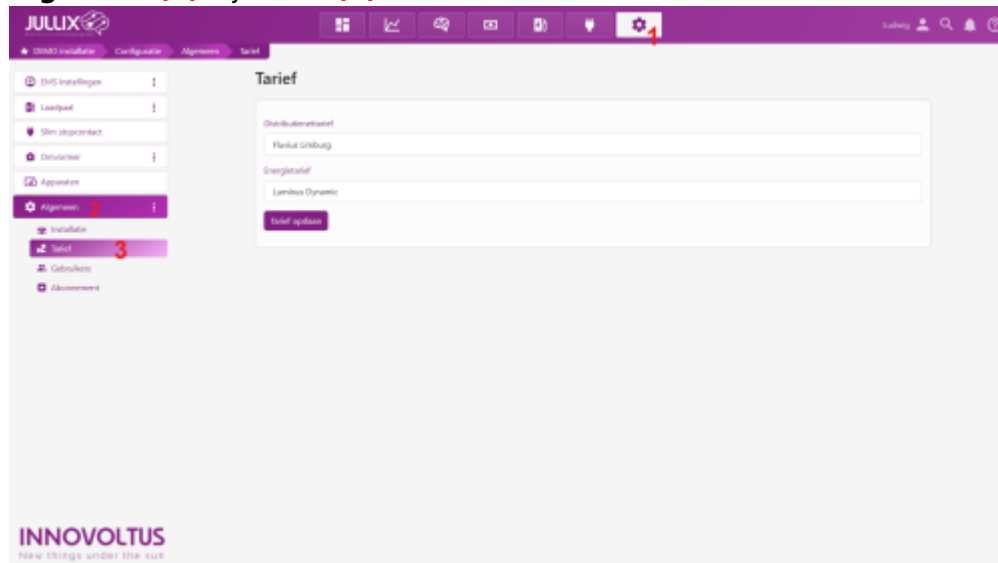 JULLIX
1
Ludwig
DEMO installatie Configuratie Algemeen Tarief
EMS instellingen
Laadpaal
Slim stopcontact
Omvormer
Apparaten
Algemeen 2
Installatie
Tarief 3
Gebruikers
Abonnement
Tarief
Distributienettarief
Fluvius Limburg
Energietarief
Luminus Dynamic
Tarief opslaan
INNOVOLTUS
New things under the sun